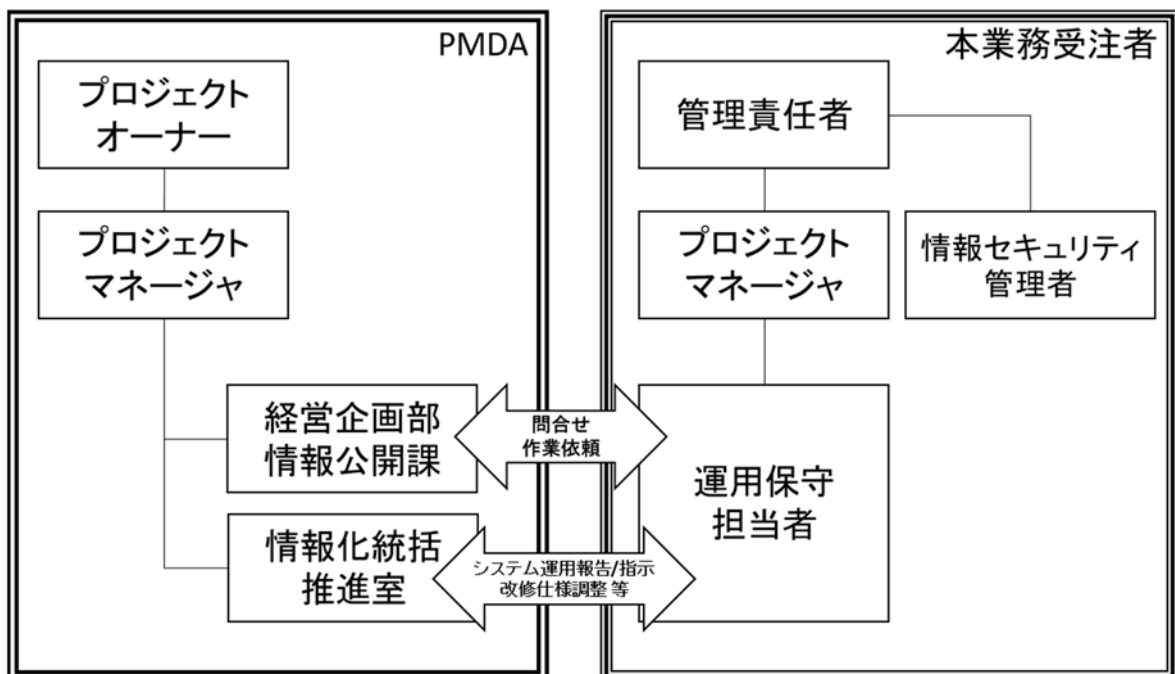 PMDA
プロジェクト
オーナー
プロジェクト
マネージャ
経営企画部
情報公開課
情報化統括
推進室
問合せ
作業依頼
システム運用報告/指示
改修仕様調整 等
本業務受注者
管理責任者
プロジェクト
マネージャ
情報セキュリティ
管理者
運用保守
担当者